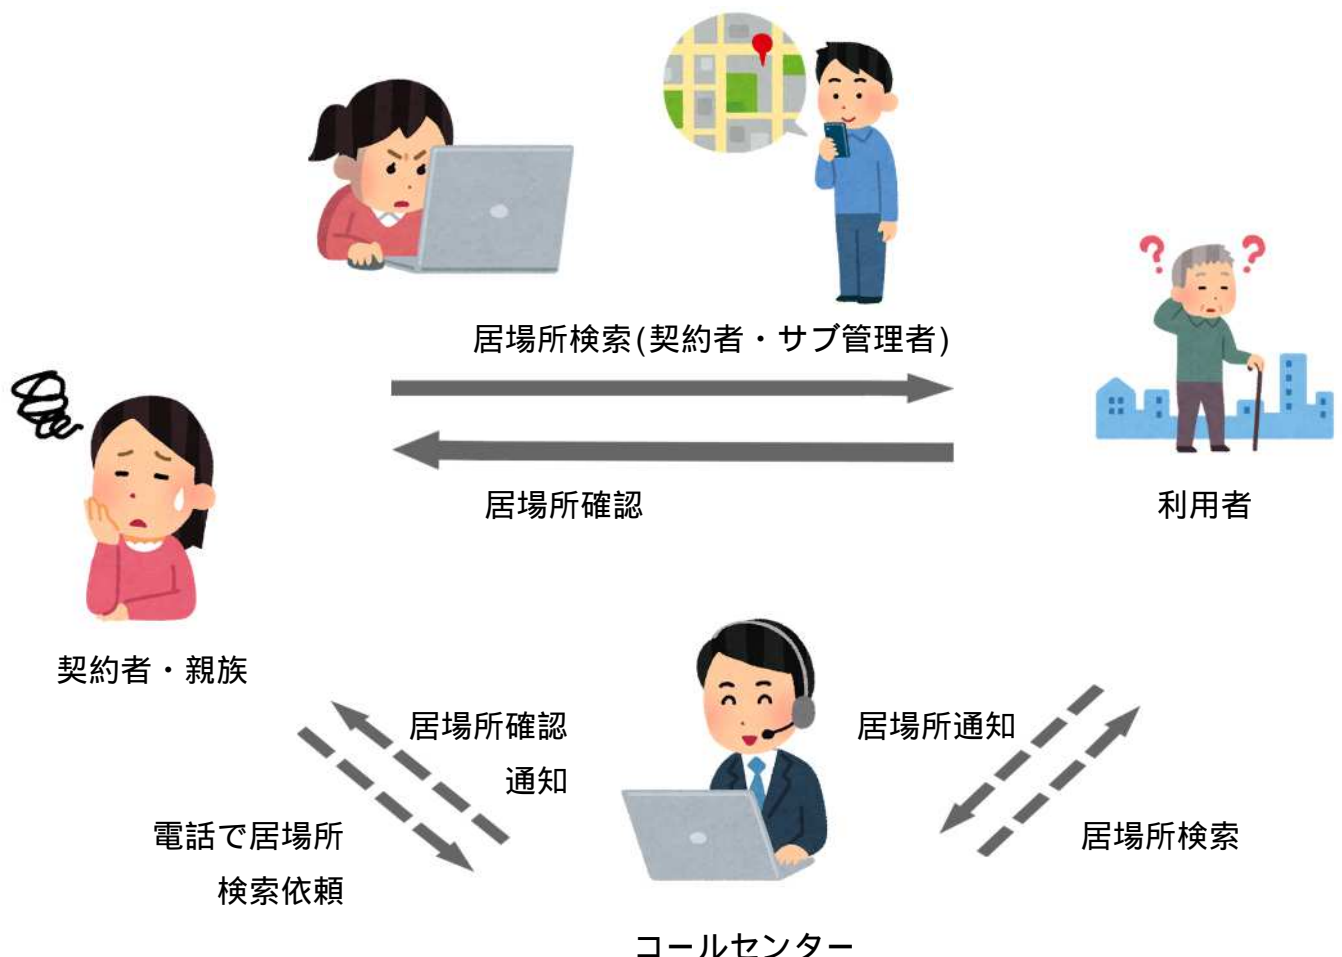 居場所検索(契約者・サブ管理者)
居場所確認
利用者
契約者・親族
居場所確認
通知
居場所通知
電話で居場所
検索依頼
居場所検索
コールセンター